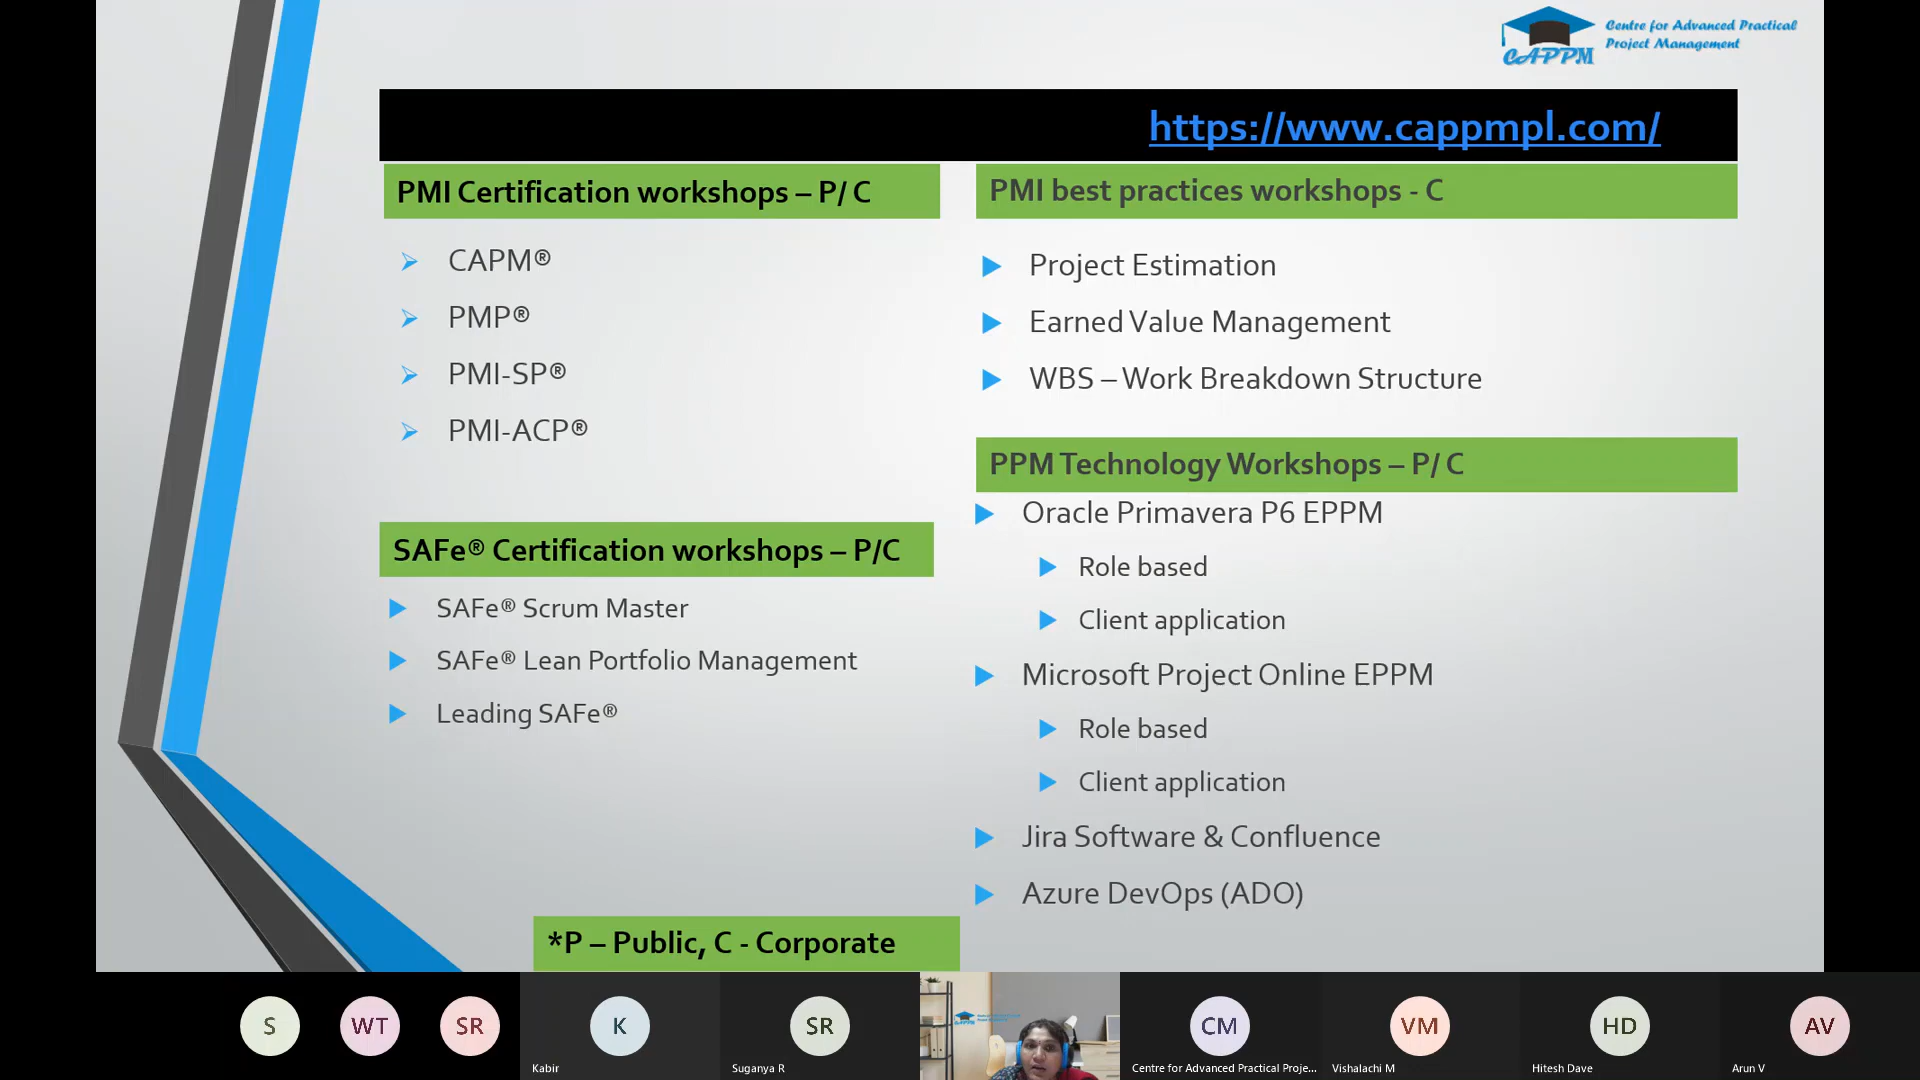 CAPPM
Centre for Advanced Practical
Project Management
https://www.cappmpl.com/
PMI Certification workshops – P/ C
CAPM®
PMP®
PMI-SP®
PMI-ACP®
SAFe® Certification workshops – P/C
SAFe® Scrum Master
SAFe® Lean Portfolio Management
Leading SAFe®
PMI best practices workshops - C
Project Estimation
Earned Value Management
WBS – Work Breakdown Structure
PPM Technology Workshops – P/ C
Oracle Primavera P6 EPPM
Role based
Client application
Microsoft Project Online EPPM
Role based
Client application
Jira Software & Confluence
Azure DevOps (ADO)
*P – Public, C - Corporate
S
WT
SR
K
Kabir
SR
Suganya R
CM
Centre for Advanced Practical Proje...
VM
Vishalachi M
HD
Hitesh Dave
AV
Arun V